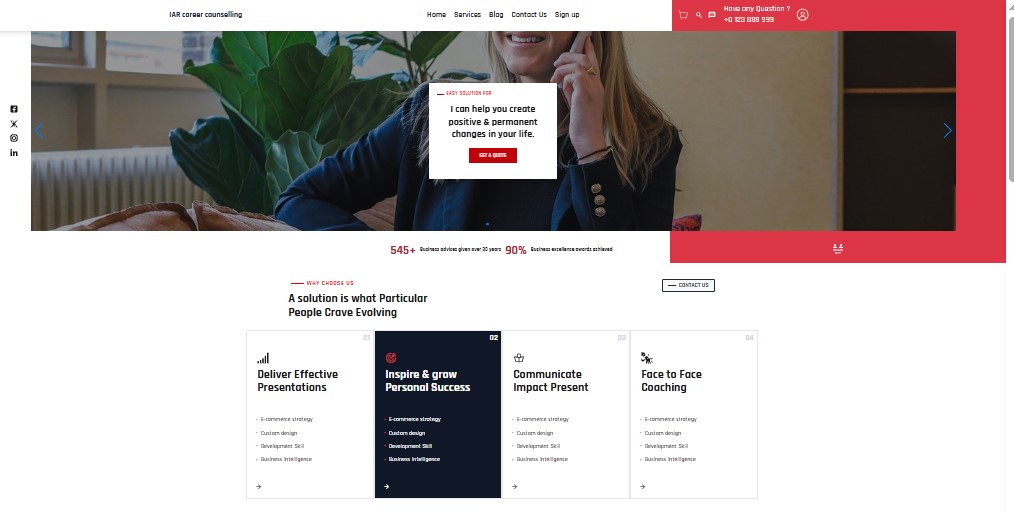 IAR career counselling
Home Services Blog Contact Us Sign up
Have any Question ?
+0 123 888 999
EASY SOLUTION FOR
I can help you create
positive & permanent
changes in your life.
GET A QUOTE
545+ Business advices given over 30 years 90% Business excellence awards achieved
WHY CHOOSE US
CONTACT US
A solution is what Particular
People Crave Evolving
01
Deliver Effective
Presentations
E-commerce strategy
Custom design
Development Skill
Business intelligence
02
Inspire & grow
Personal Success
E-commerce strategy
Custom design
Development Skill
Business intelligence
03
Communicate
Impact Present
E-commerce strategy
Custom design
Development Skill
Business intelligence
04
Face to Face
Coaching
E-commerce strategy
Custom design
Development Skill
Business intelligence